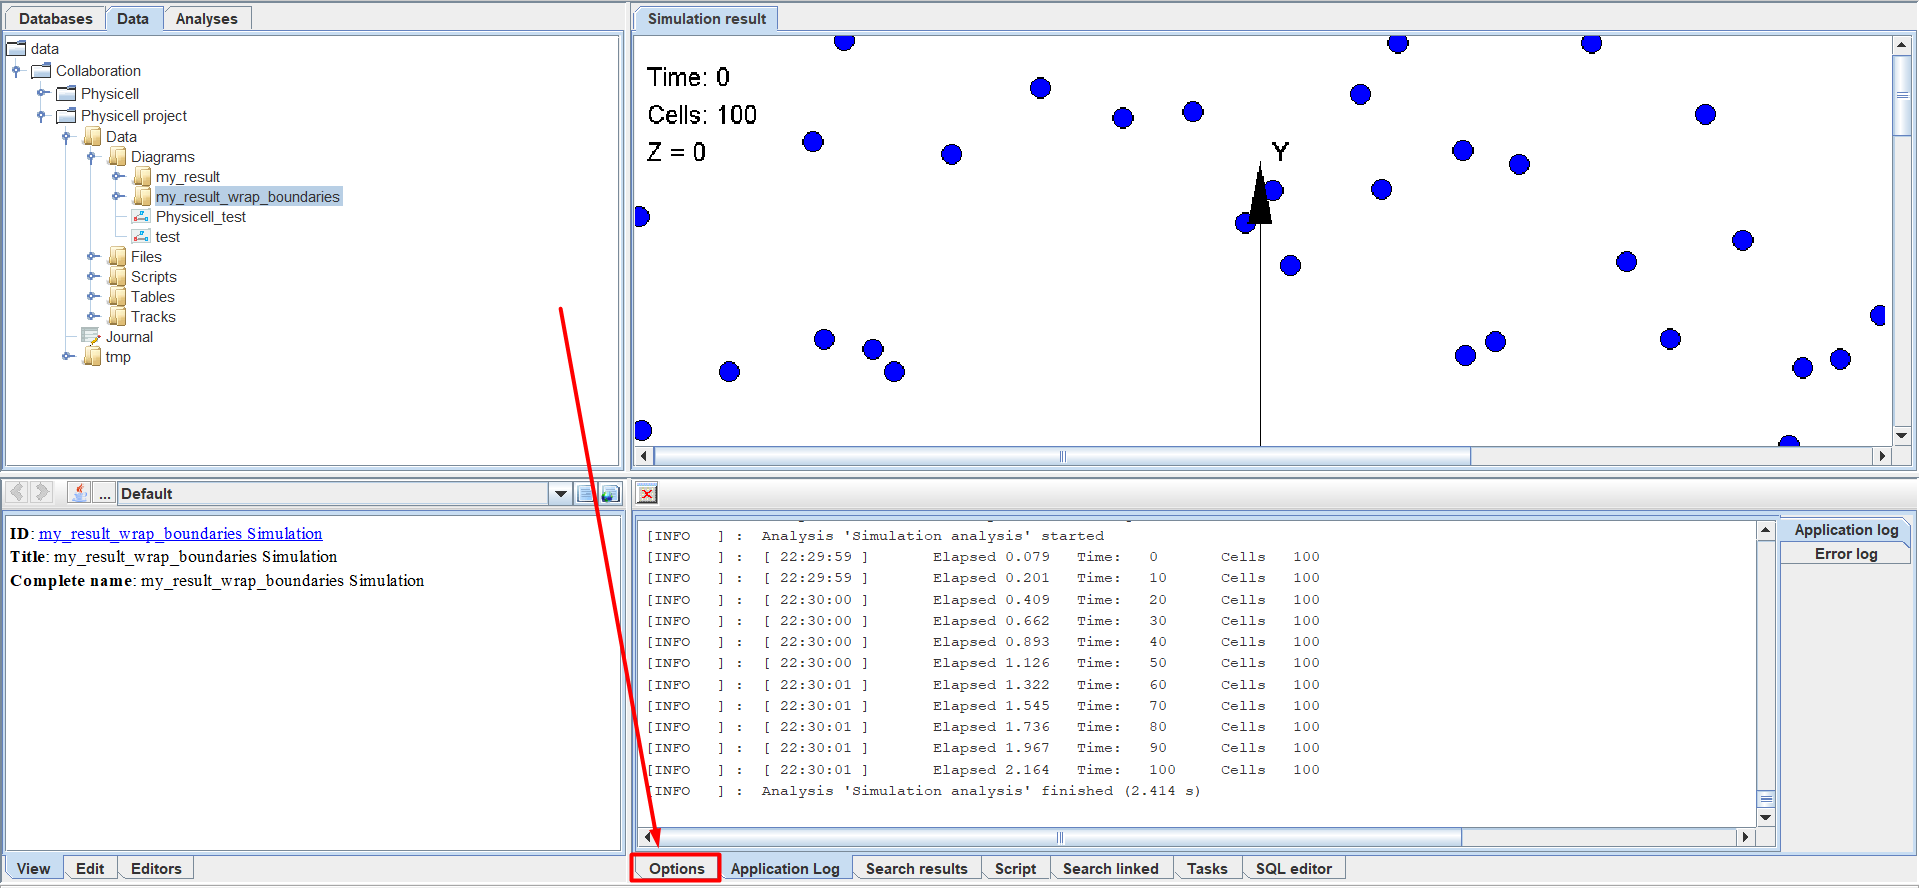 Databases Data Analyses
data
Collaboration
Physicell
Physicell project
Data
Diagrams
my_result
my_result_wrap_boundaries
Physicell_test
test
Files
Scripts
Tables
Tracks
Journal
tmp
Simulation result
Time: 0
Cells: 100
Z = 0
Y
... Default
ID: my_result_wrap_boundaries Simulation
Title: my_result_wrap_boundaries Simulation
Complete name: my_result_wrap_boundaries Simulation
View Edit Editors
[INFO ] : Analysis 'Simulation analysis' started
[INFO ] : [ 22:29:59 ] Elapsed 0.079 Time: 0 Cells 100
[INFO ] : [ 22:29:59 ] Elapsed 0.201 Time: 10 Cells 100
[INFO ] : [ 22:30:00 ] Elapsed 0.409 Time: 20 Cells 100
[INFO ] : [ 22:30:00 ] Elapsed 0.662 Time: 30 Cells 100
[INFO ] : [ 22:30:00 ] Elapsed 0.893 Time: 40 Cells 100
[INFO ] : [ 22:30:00 ] Elapsed 1.126 Time: 50 Cells 100
[INFO ] : [ 22:30:01 ] Elapsed 1.322 Time: 60 Cells 100
[INFO ] : [ 22:30:01 ] Elapsed 1.545 Time: 70 Cells 100
[INFO ] : [ 22:30:01 ] Elapsed 1.736 Time: 80 Cells 100
[INFO ] : [ 22:30:01 ] Elapsed 1.967 Time: 90 Cells 100
[INFO ] : [ 22:30:01 ] Elapsed 2.164 Time: 100 Cells 100
[INFO ] : Analysis 'Simulation analysis' finished (2.414 s)
Application log
Error log
Options Application Log Search results Script Search linked Tasks SQL editor